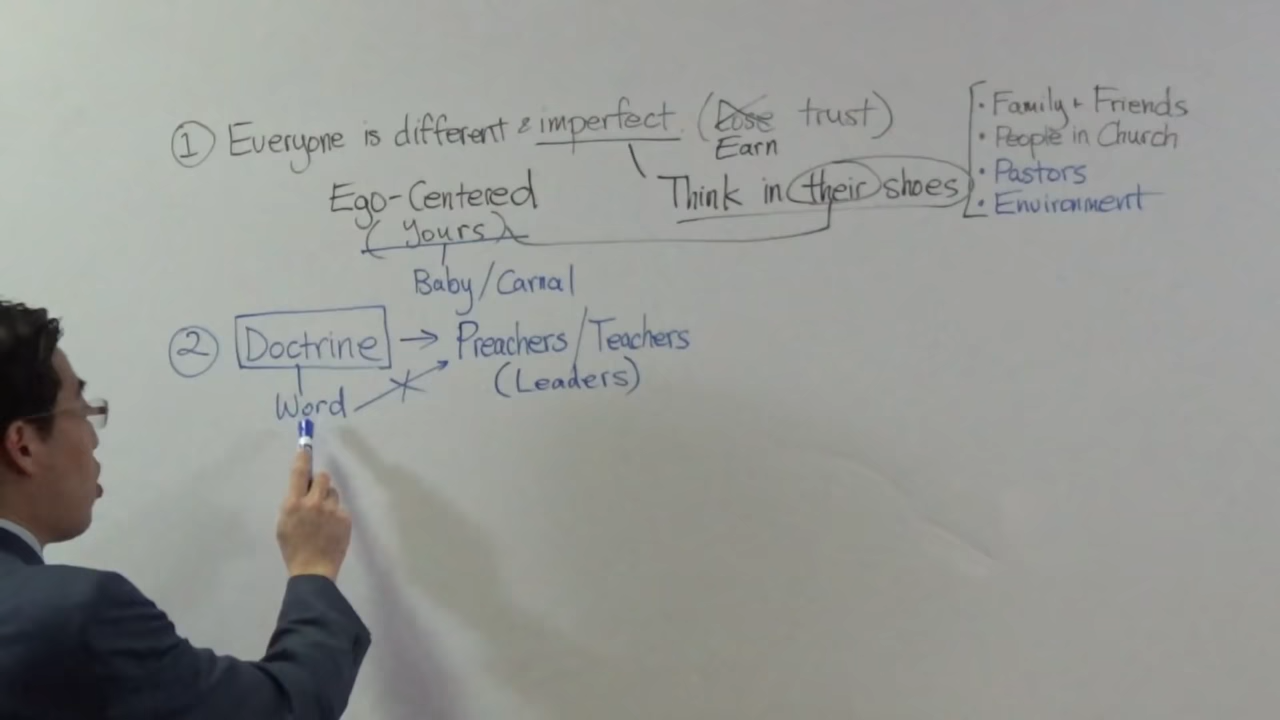 ① Everyone is different & imperfect. (Lose trust)
Earn
Ego-Centered
(Yours)
Think in their shoes
· Family + Friends
· People in Church
· Pastors
· Environment
Baby/Carnal
② Doctrine → Preachers/Teachers
(Leaders)
Word